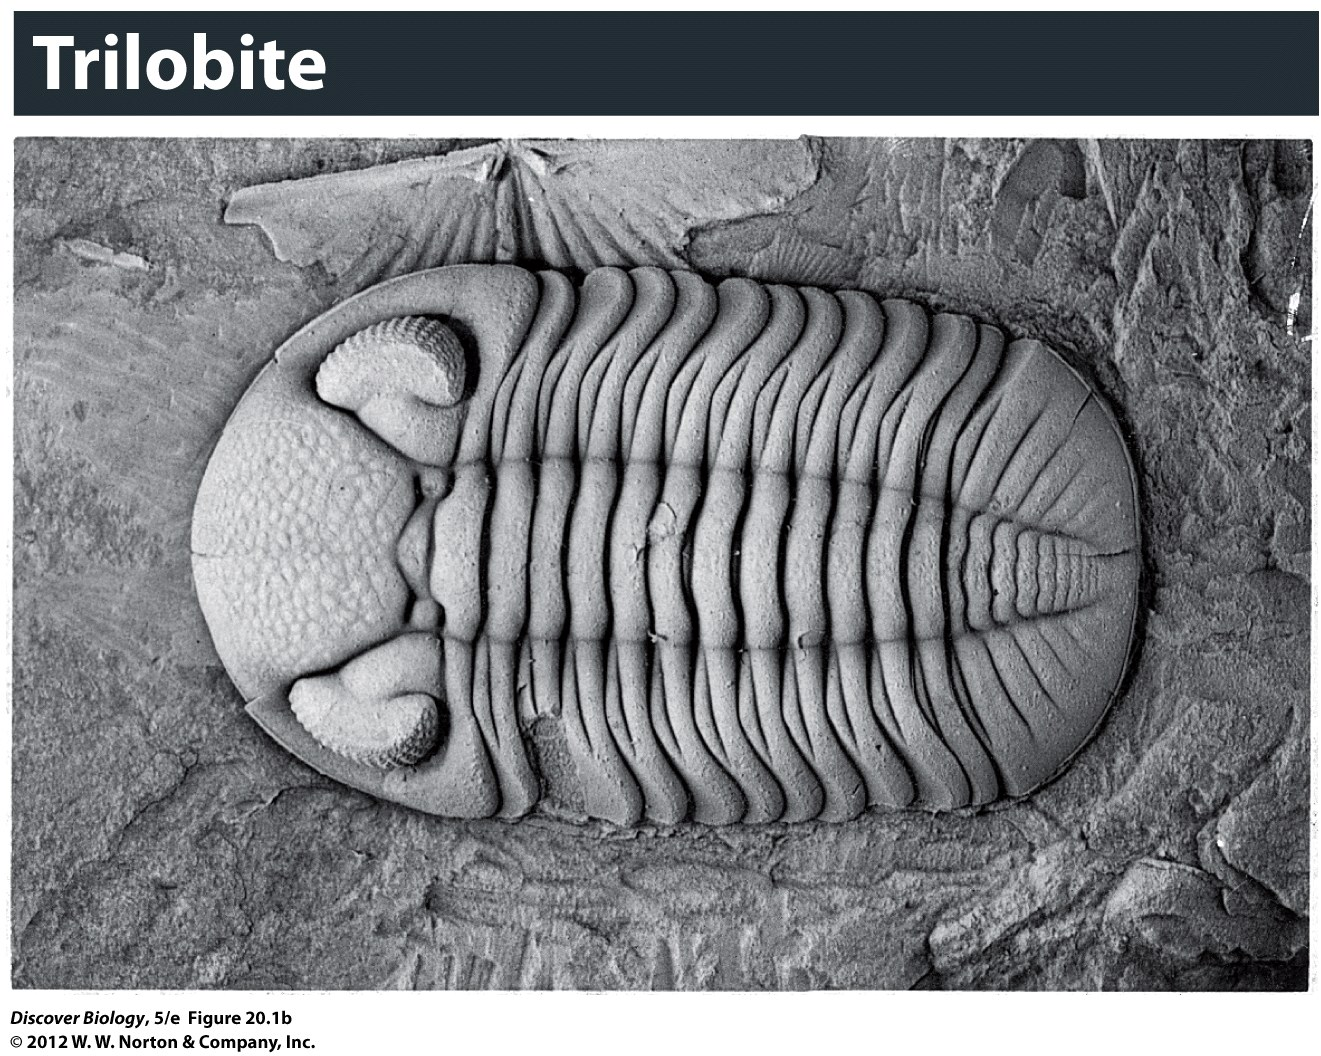 Trilobite
Discover Biology, 5/e Figure 20.1b
© 2012 W. W. Norton & Company, Inc.